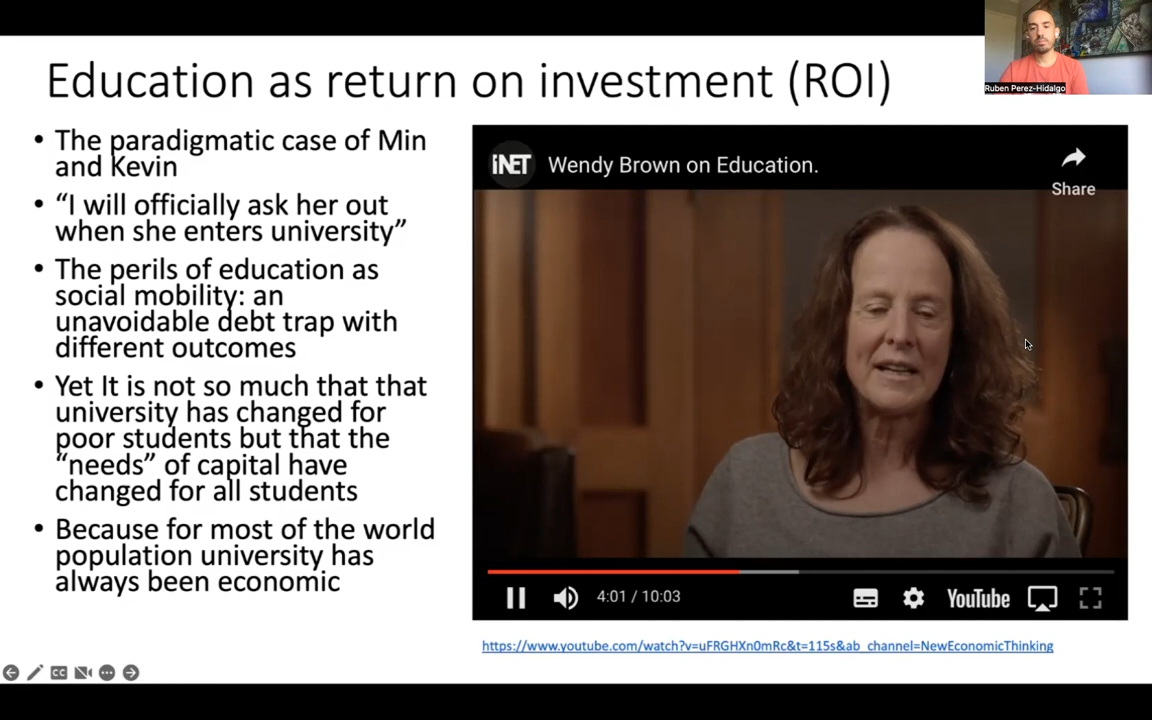 Education as return on investment (ROI)
Ruben Perez-Hidalgo
• The paradigmatic case of Min
and Kevin
• “I will officially ask her out
when she enters university”
• The perils of education as
social mobility: an
unavoidable debt trap with
different outcomes
• Yet It is not so much that that
university has changed for
poor students but that the
“needs” of capital have
changed for all students
• Because for most of the world
population university has
always been economic
iNET Wendy Brown on Education.
Share
4:01 / 10:03
YouTube
https://www.youtube.com/watch?v=uFRGHXn0mRc&t=115s&ab_channel=NewEconomicThinking
CC